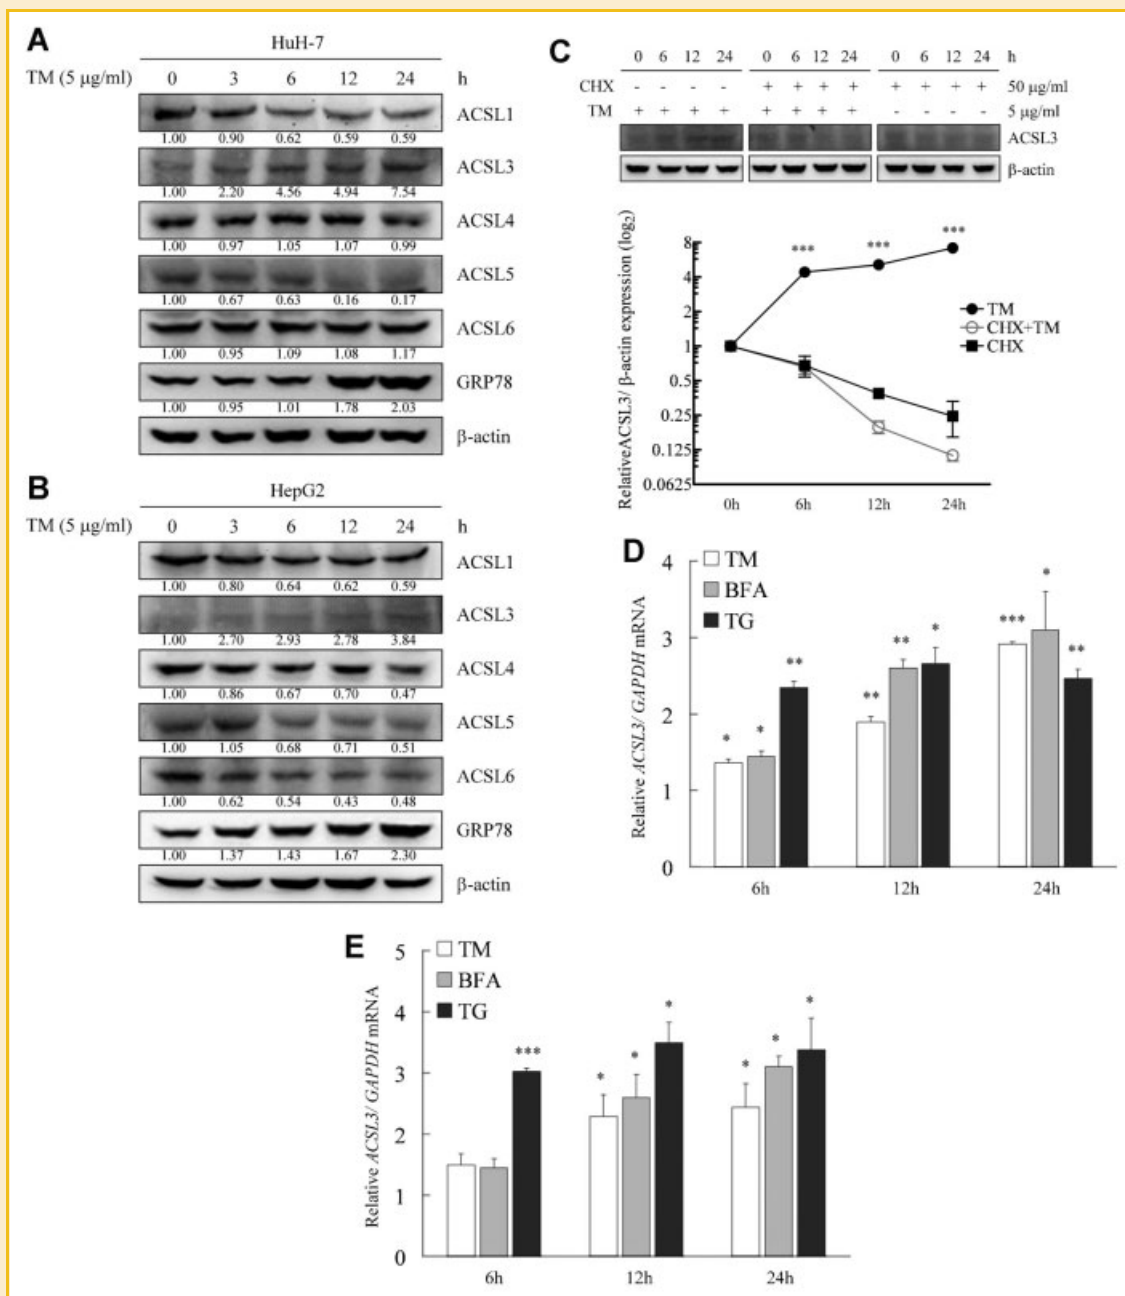 A
HuH-7
TM (5 μg/ml) 0 3 6 12 24 h
ACSL1
1.00 0.90 0.62 0.59 0.59
ACSL3
1.00 2.20 4.56 4.94 7.54
ACSL4
1.00 0.97 1.05 1.07 0.99
ACSL5
1.00 0.67 0.63 0.16 0.17
ACSL6
1.00 0.95 1.09 1.08 1.17
GRP78
1.00 0.95 1.01 1.78 2.03
β-actin
B
HepG2
TM (5 μg/ml) 0 3 6 12 24 h
ACSL1
1.00 0.80 0.64 0.62 0.59
ACSL3
1.00 2.70 2.93 2.78 3.84
ACSL4
1.00 0.86 0.67 0.70 0.47
ACSL5
1.00 1.05 0.68 0.71 0.51
ACSL6
1.00 0.62 0.54 0.43 0.48
GRP78
1.00 1.37 1.43 1.67 2.30
β-actin
C
0 6 12 24 0 6 12 24 0 6 12 24 h
CHX - - - - + + + + + + + + 50 μg/ml
TM + + + + + + + + - - - - 5 μg/ml
ACSL3
β-actin
RelativeACSL3/ β-actin expression (log2)
8
4
2
1
0.5
0.25
0.125
0.0625
*** *** ***
TM
CHX+TM
CHX
0h 6h 12h 24h
D
Relative ACSL3/ GAPDH mRNA
4
3
2
1
0
TM
BFA
TG
* * ** ** ** * *** * **
6h 12h 24h
E
Relative ACSL3/ GAPDH mRNA
5
4
3
2
1
0
TM
BFA
TG
*** * * * * * *
6h 12h 24h